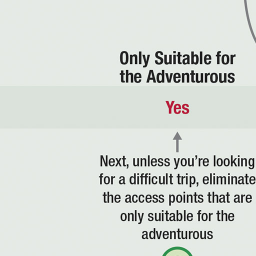 Only Suitable for
the Adventurous
Yes
Next, unless you're looking
for a difficult trip, eliminate
the access points that are
only suitable for the
adventurous